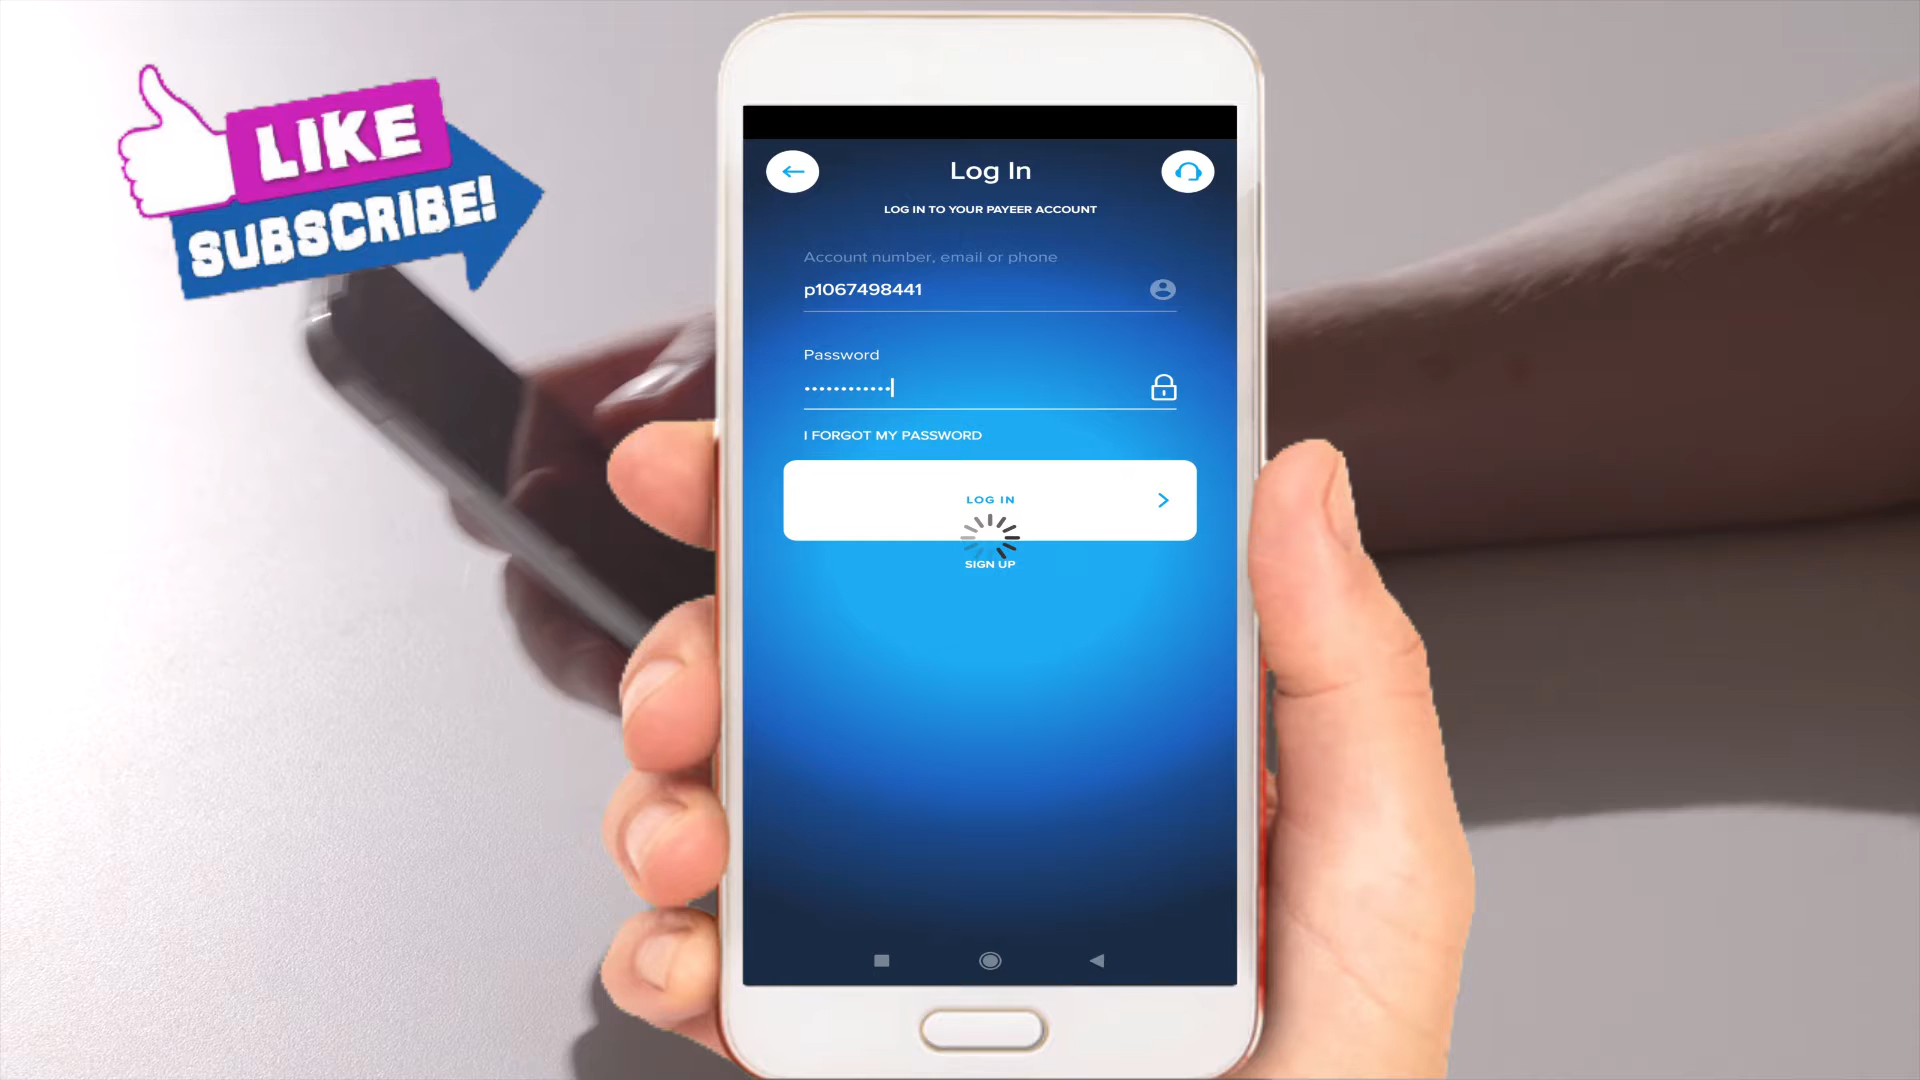 LIKE
SUBSCRIBE!
Log In
LOG IN TO YOUR PAYEER ACCOUNT
Account number, email or phone
p1067498441
Password
••••••••••••
I FORGOT MY PASSWORD
LOG IN
SIGN UP